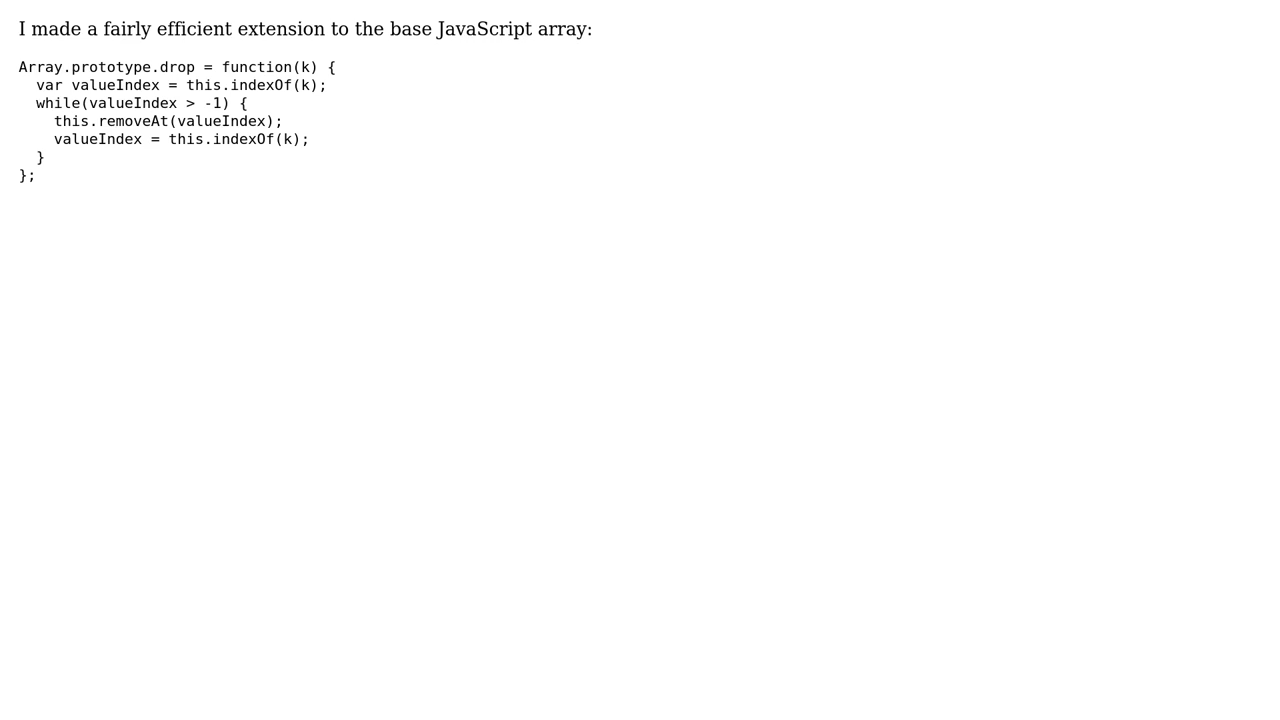 I made a fairly efficient extension to the base JavaScript array:
Array.prototype.drop = function(k) {
  var valueIndex = this.indexOf(k);
  while(valueIndex > -1) {
    this.removeAt(valueIndex);
    valueIndex = this.indexOf(k);
  }
};